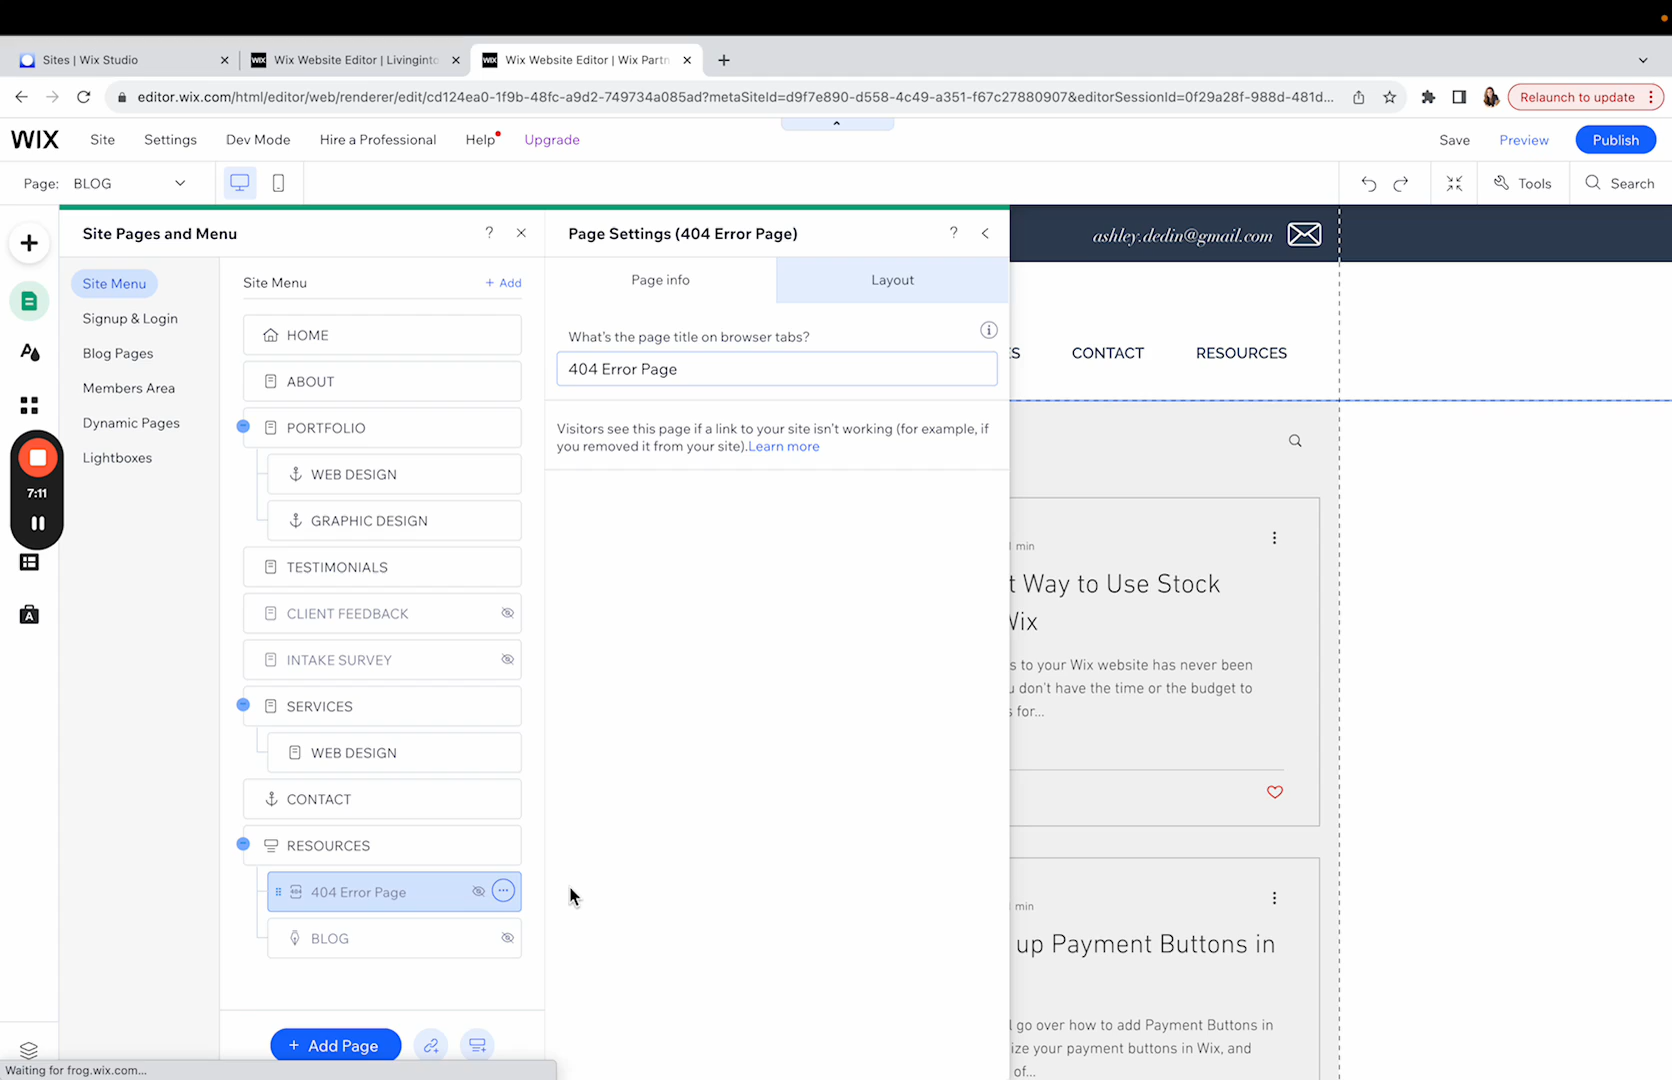 Sites | Wix Studio
Wix Website Editor | Livinginto
Wix Website Editor | Wix Partn
editor.wix.com/html/editor/web/renderer/edit/cd124ea0-1f9b-48fc-a9d2-749734a085ad?metaSiteId=d9f7e890-d558-4c49-a351-f67c27880907&editorSessionId=0f29a28f-988d-481d...
Relaunch to update
WIX
Site
Settings
Dev Mode
Hire a Professional
Help
Upgrade
Save
Preview
Publish
Page: BLOG
Tools
Search
Site Pages and Menu
?
Page Settings (404 Error Page)
?
ashley.dedin@gmail.com
Site Menu
Signup & Login
Blog Pages
Members Area
Dynamic Pages
Lightboxes
7:11
Site Menu
+ Add
HOME
ABOUT
PORTFOLIO
WEB DESIGN
GRAPHIC DESIGN
TESTIMONIALS
CLIENT FEEDBACK
INTAKE SURVEY
SERVICES
WEB DESIGN
CONTACT
RESOURCES
404 Error Page
BLOG
+ Add Page
Page info
Layout
What's the page title on browser tabs?
404 Error Page
Visitors see this page if a link to your site isn't working (for example, if
you removed it from your site).Learn more
ES
CONTACT
RESOURCES
1 min
t Way to Use Stock
Wix
s to your Wix website has never been
u don't have the time or the budget to
s for...
min
up Payment Buttons in
l go over how to add Payment Buttons in
ize your payment buttons in Wix, and
of...
Waiting for frog.wix.com...